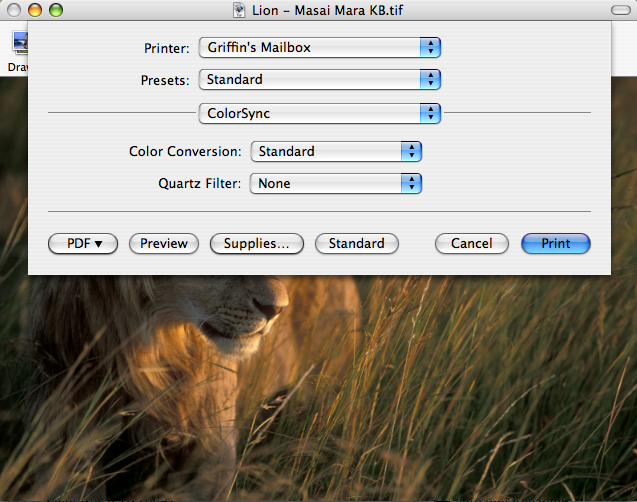 Lion – Masai Mara KB.tif
Printer: Griffin's Mailbox
Presets: Standard
ColorSync
Color Conversion: Standard
Quartz Filter: None
PDF Preview Supplies... Standard Cancel Print